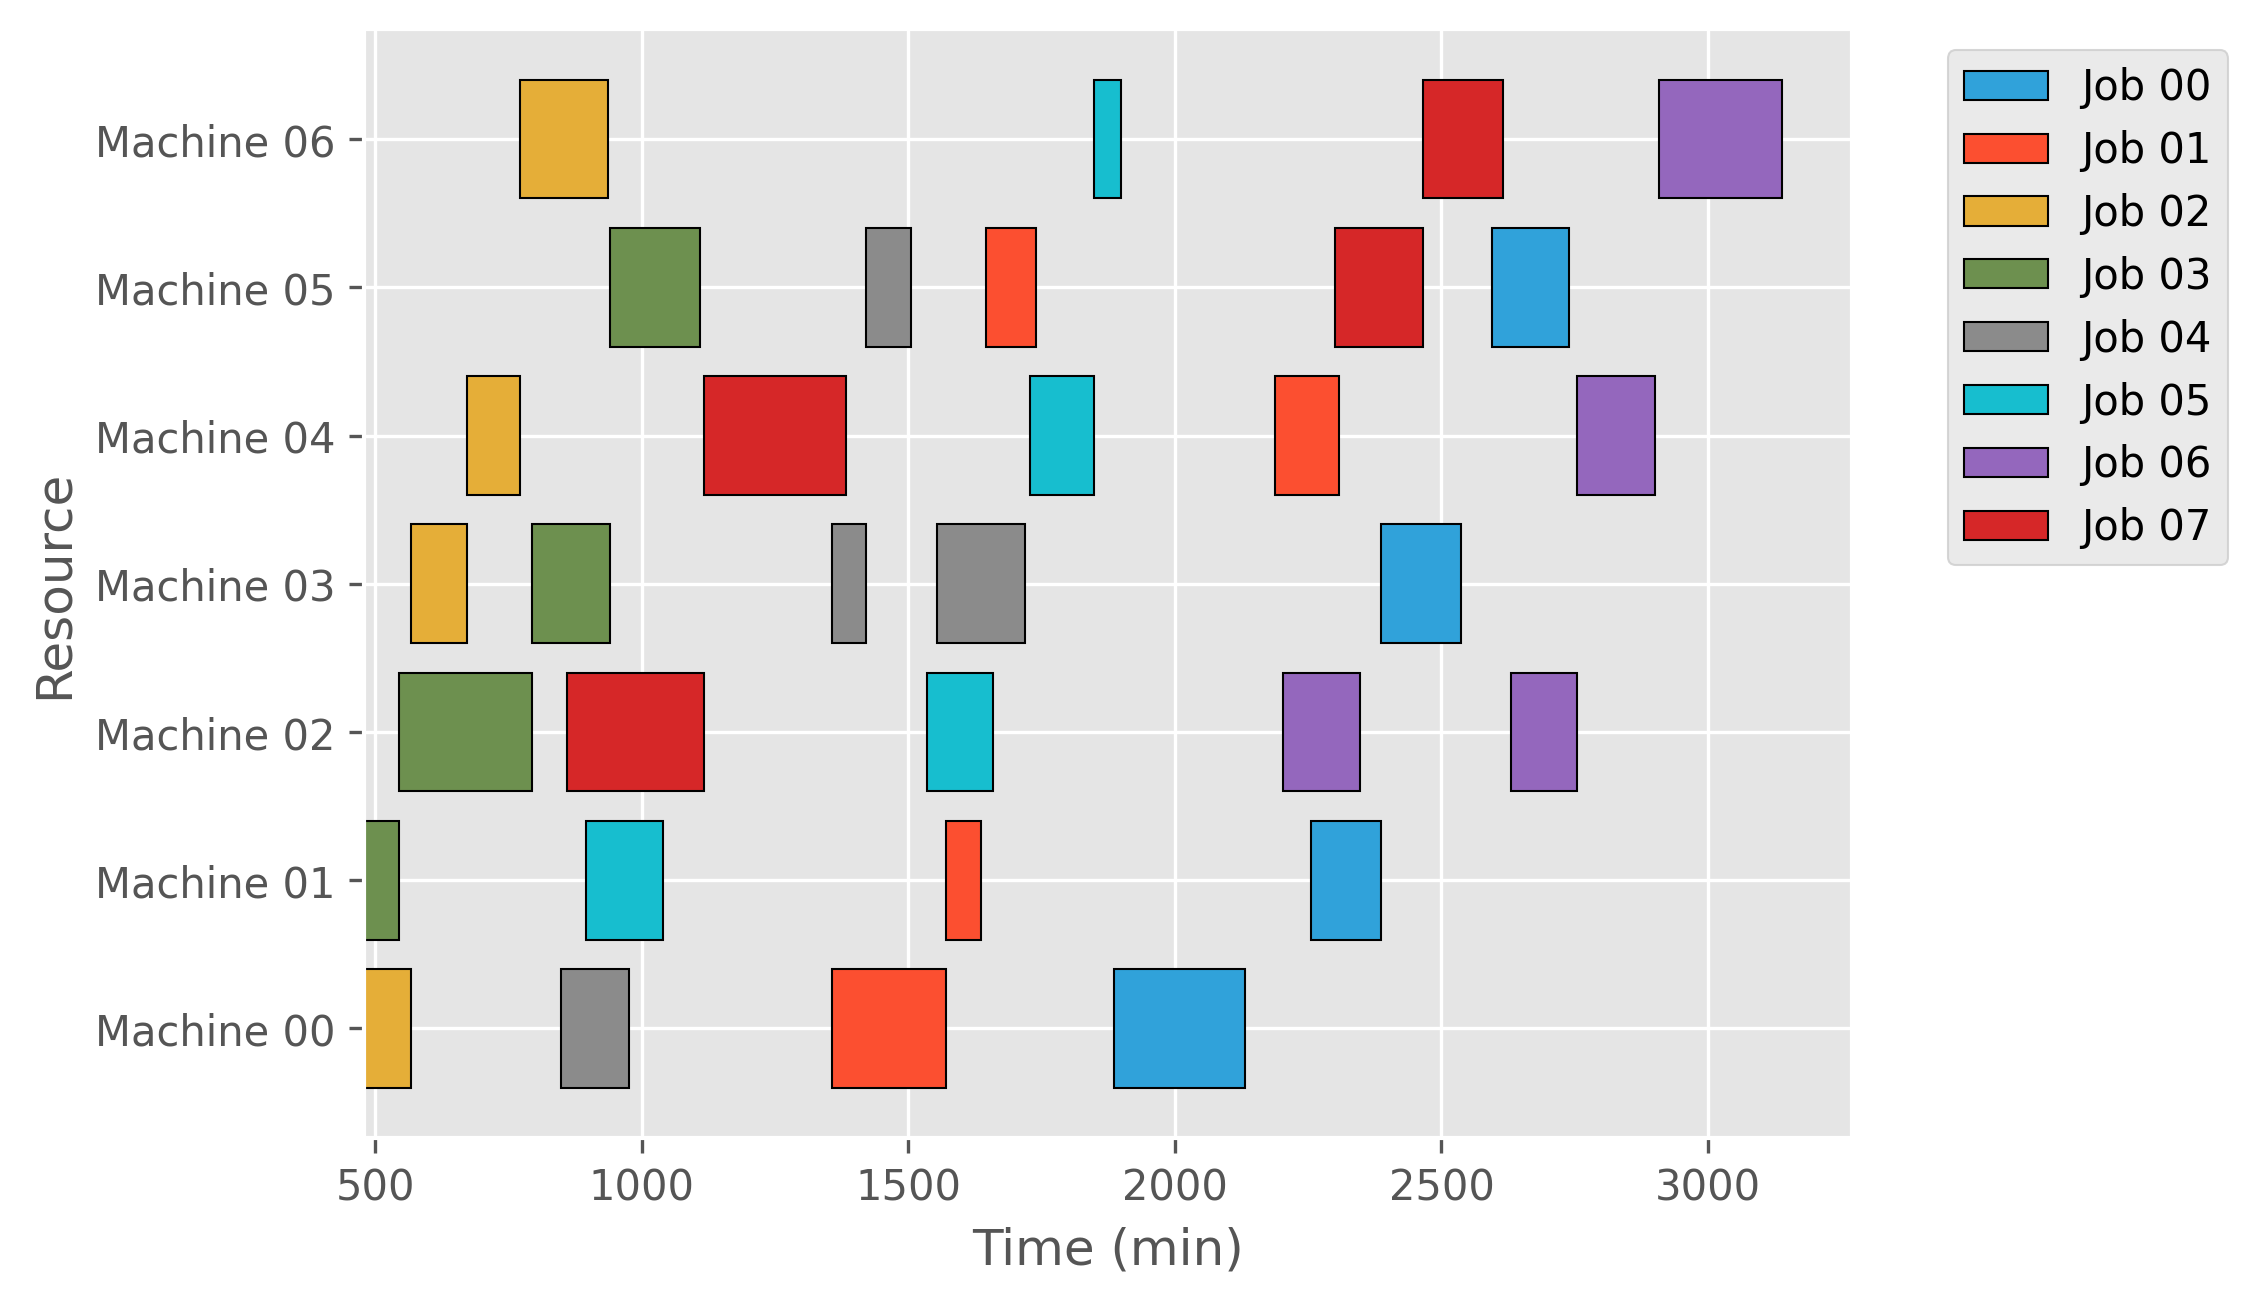 Machine 06
Machine 05
Machine 04
Machine 03
Machine 02
Machine 01
Machine 00
Resource
500 1000 1500 2000 2500 3000
Time (min)
Job 00
Job 01
Job 02
Job 03
Job 04
Job 05
Job 06
Job 07